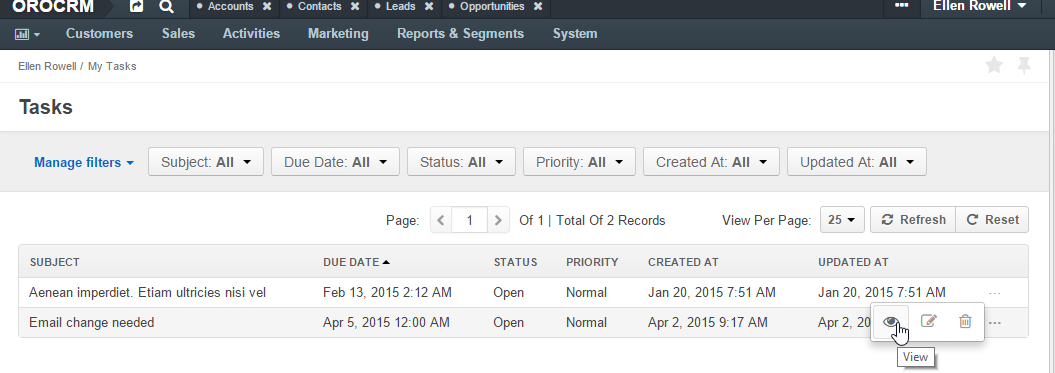 OROCRM Accounts Contacts Leads Opportunities ... Ellen Rowell
Customers Sales Activities Marketing Reports & Segments System
Ellen Rowell / My Tasks
Tasks
Manage filters Subject: All Due Date: All Status: All Priority: All Created At: All Updated At: All
Page: 1 Of 1 | Total Of 2 Records View Per Page: 25 Refresh Reset
SUBJECT DUE DATE STATUS PRIORITY CREATED AT UPDATED AT
Aenean imperdiet. Etiam ultricies nisi vel Feb 13, 2015 2:12 AM Open Normal Jan 20, 2015 7:51 AM Jan 20, 2015 7:51 AM ...
Email change needed Apr 5, 2015 12:00 AM Open Normal Apr 2, 2015 9:17 AM Apr 2, 20 ...
View